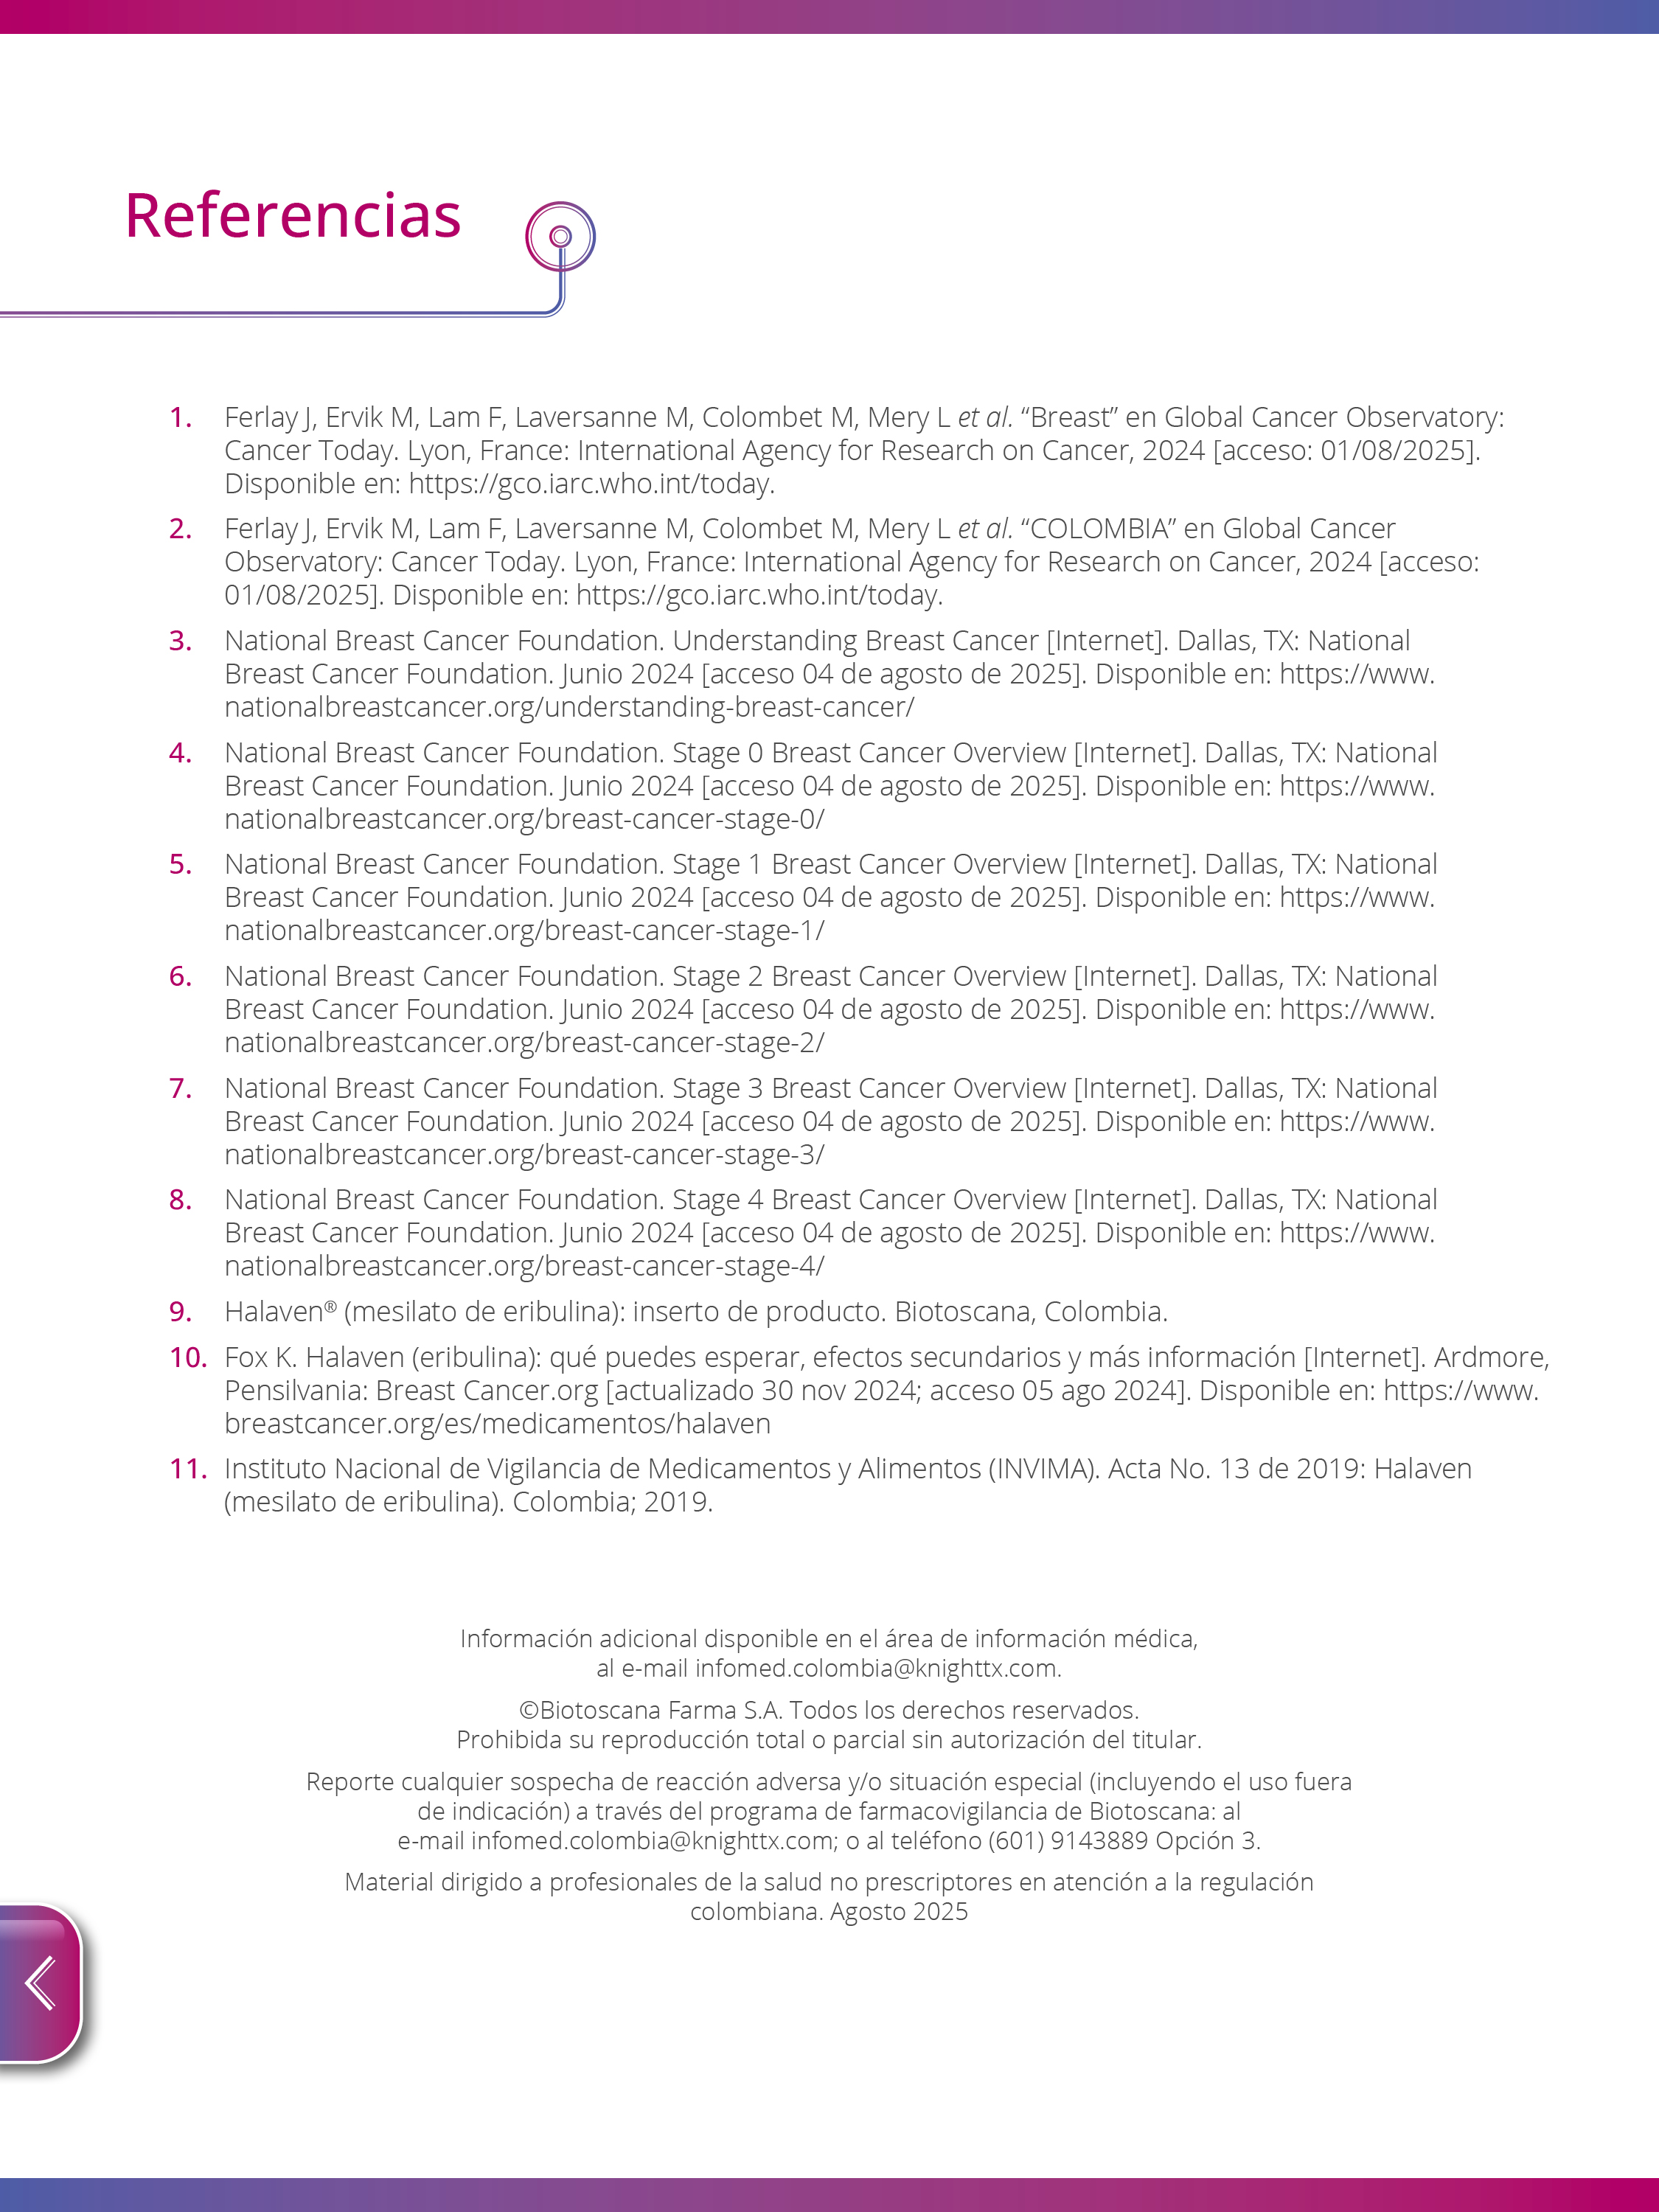 Referencias
1. Ferlay J, Ervik M, Lam F, Laversanne M, Colombet M, Mery L et al. “Breast” en Global Cancer Observatory:
Cancer Today. Lyon, France: International Agency for Research on Cancer, 2024 [acceso: 01/08/2025].
Disponible en: https://gco.iarc.who.int/today.
2. Ferlay J, Ervik M, Lam F, Laversanne M, Colombet M, Mery L et al. “COLOMBIA” en Global Cancer
Observatory: Cancer Today. Lyon, France: International Agency for Research on Cancer, 2024 [acceso:
01/08/2025]. Disponible en: https://gco.iarc.who.int/today.
3. National Breast Cancer Foundation. Understanding Breast Cancer [Internet]. Dallas, TX: National
Breast Cancer Foundation. Junio 2024 [acceso 04 de agosto de 2025]. Disponible en: https://www.
nationalbreastcancer.org/understanding-breast-cancer/
4. National Breast Cancer Foundation. Stage 0 Breast Cancer Overview [Internet]. Dallas, TX: National
Breast Cancer Foundation. Junio 2024 [acceso 04 de agosto de 2025]. Disponible en: https://www.
nationalbreastcancer.org/breast-cancer-stage-0/
5. National Breast Cancer Foundation. Stage 1 Breast Cancer Overview [Internet]. Dallas, TX: National
Breast Cancer Foundation. Junio 2024 [acceso 04 de agosto de 2025]. Disponible en: https://www.
nationalbreastcancer.org/breast-cancer-stage-1/
6. National Breast Cancer Foundation. Stage 2 Breast Cancer Overview [Internet]. Dallas, TX: National
Breast Cancer Foundation. Junio 2024 [acceso 04 de agosto de 2025]. Disponible en: https://www.
nationalbreastcancer.org/breast-cancer-stage-2/
7. National Breast Cancer Foundation. Stage 3 Breast Cancer Overview [Internet]. Dallas, TX: National
Breast Cancer Foundation. Junio 2024 [acceso 04 de agosto de 2025]. Disponible en: https://www.
nationalbreastcancer.org/breast-cancer-stage-3/
8. National Breast Cancer Foundation. Stage 4 Breast Cancer Overview [Internet]. Dallas, TX: National
Breast Cancer Foundation. Junio 2024 [acceso 04 de agosto de 2025]. Disponible en: https://www.
nationalbreastcancer.org/breast-cancer-stage-4/
9. Halaven® (mesilato de eribulina): inserto de producto. Biotoscana, Colombia.
10. Fox K. Halaven (eribulina): qué puedes esperar, efectos secundarios y más información [Internet]. Ardmore,
Pensilvania: Breast Cancer.org [actualizado 30 nov 2024; acceso 05 ago 2024]. Disponible en: https://www.
breastcancer.org/es/medicamentos/halaven
11. Instituto Nacional de Vigilancia de Medicamentos y Alimentos (INVIMA). Acta No. 13 de 2019: Halaven
(mesilato de eribulina). Colombia; 2019.
Información adicional disponible en el área de información médica,
al e-mail infomed.colombia@knighttx.com.
©Biotoscana Farma S.A. Todos los derechos reservados.
Prohibida su reproducción total o parcial sin autorización del titular.
Reporte cualquier sospecha de reacción adversa y/o situación especial (incluyendo el uso fuera
de indicación) a través del programa de farmacovigilancia de Biotoscana: al
e-mail infomed.colombia@knighttx.com; o al teléfono (601) 9143889 Opción 3.
Material dirigido a profesionales de la salud no prescriptores en atención a la regulación
colombiana. Agosto 2025